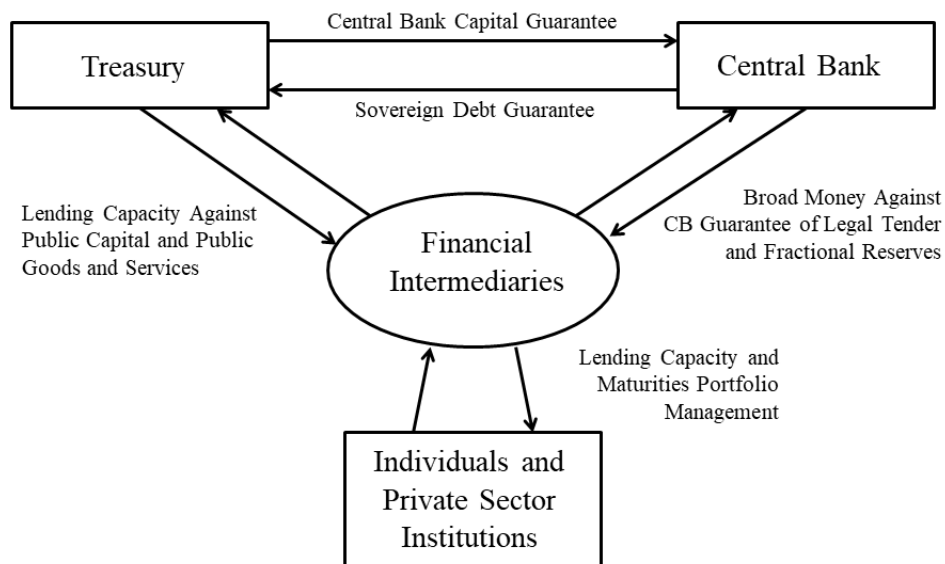 Central Bank Capital Guarantee
Treasury
Central Bank
Sovereign Debt Guarantee
Lending Capacity Against
Public Capital and Public
Goods and Services
Financial
Intermediaries
Broad Money Against
CB Guarantee of Legal Tender
and Fractional Reserves
Lending Capacity and
Maturities Portfolio
Management
Individuals and
Private Sector
Institutions